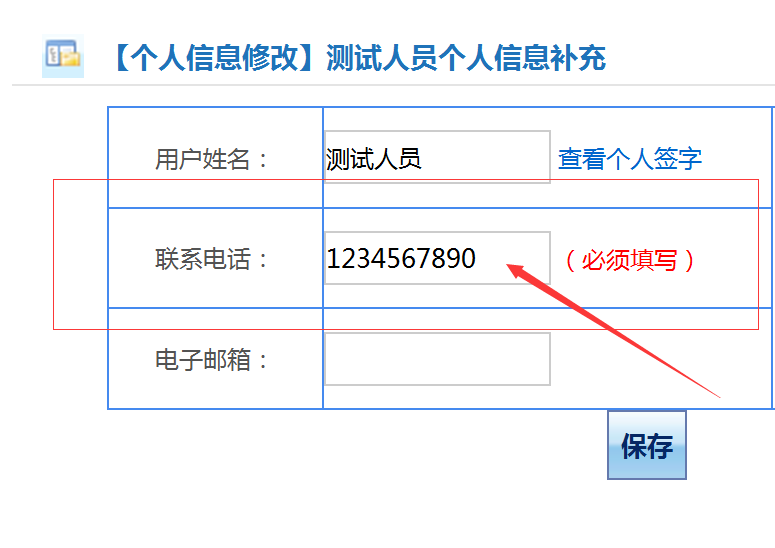 【个人信息修改】测试人员个人信息补充
用户姓名： 测试人员 查看个人签字
联系电话： 1234567890 （必须填写）
电子邮箱：
保存